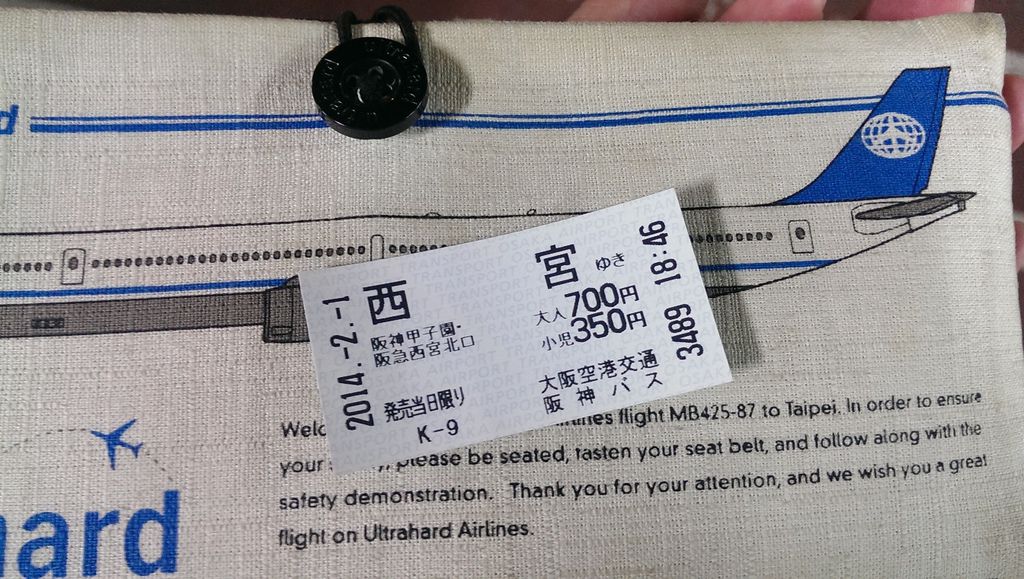 d
2014.-2.-1
西宮 ゆき
阪神甲子園・
阪急西宮北口
大人700円
小児350円
発売当日限り
K-9
大阪空港交通
阪神バス
3489 18:46
flight MB425-87 to Taipei. In order to ensure
your please be seated, fasten your seat belt, and follow along with the
safety demonstration. Thank you for your attention, and we wish you a great
flight on Ultrahard Airlines.
hard